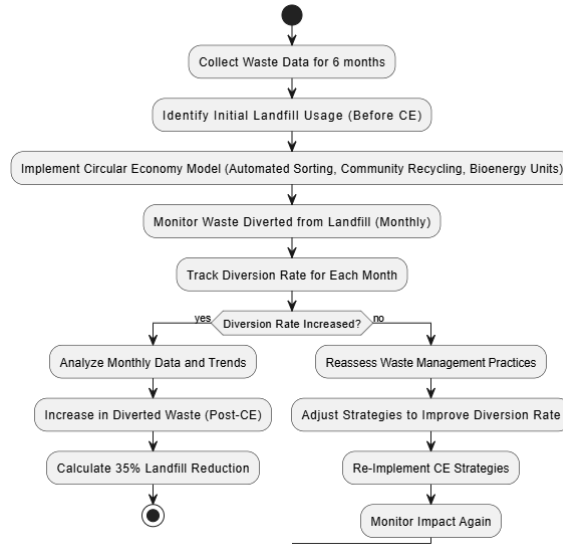 Collect Waste Data for 6 months
Identify Initial Landfill Usage (Before CE)
Implement Circular Economy Model (Automated Sorting, Community Recycling, Bioenergy Units)
Monitor Waste Diverted from Landfill (Monthly)
Track Diversion Rate for Each Month
yes
Diversion Rate Increased?
no
Analyze Monthly Data and Trends
Increase in Diverted Waste (Post-CE)
Calculate 35% Landfill Reduction
Reassess Waste Management Practices
Adjust Strategies to Improve Diversion Rate
Re-Implement CE Strategies
Monitor Impact Again